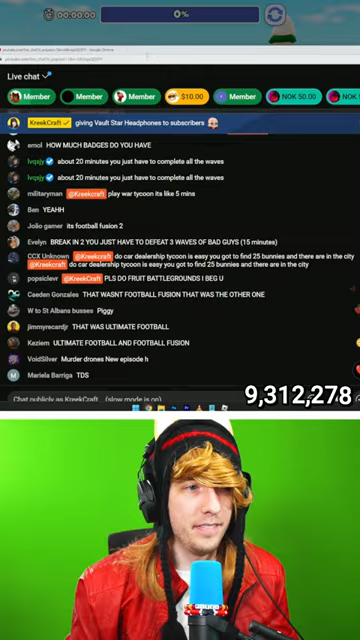 00:00:00
0%
Live chat
Member
Member
Member
$10.00
Member
NOK 50.00
NOK
KreekCraft giving Vault Star Headphones to subscribers
emol HOW MUCH BADGES DO YOU HAVE
lvqsjy about 20 minutes you just have to complete all the waves
lvqsjy about 20 minutes you just have to complete all the waves
militaryman @Kreekcraft play war tycoon its like 5 mins
Ben YEAHH
João gamer its football fusion 2
Evelyn BREAK IN 2 YOU JUST HAVE TO DEFEAT 3 WAVES OF BAD GUYS (15 minutes)
CCX Unknown @Kreekcraft do car dealership tycoon is easy you got to find 25 bunnies and there are in the city
@Kreekcraft do car dealership tycoon is easy you got to find 25 bunnies and there are in the city
popsiclevr @KreekCraft PLS DO FRUIT BATTLEGROUNDS I BEG U
Caedan Gonzales THAT WASNT FOOTBALL FUSION THAT WAS THE OTHER ONE
W to St Albans busses Piggy
jimmyrecardjr THAT WAS ULTIMATE FOOTBALL
Keziem ULTIMATE FOOTBALL AND FOOTBALL FUSION
VoidSilver Murder drones New episode h
M Mariela Barriga TDS
9,312,278
Chat publicly as KreekCraft... (slow mode is on)